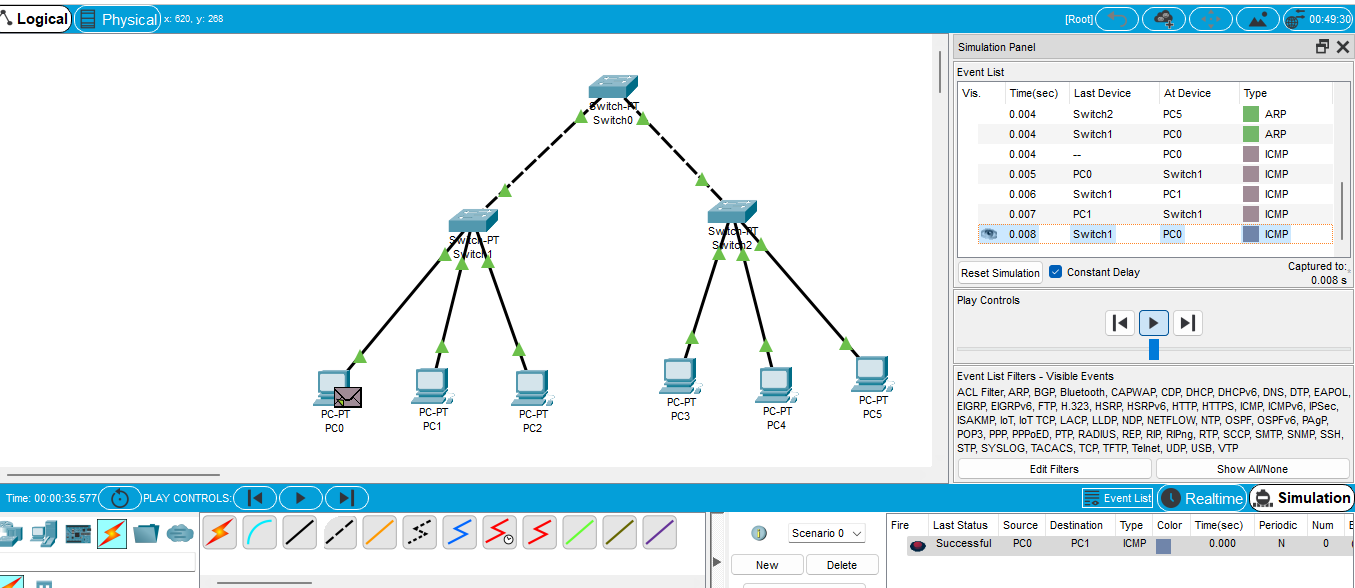 Logical Physical x: 620, y: 268 [Root] 00:49:30
Switch-PT
Switch0
Switch-PT
Switch1
Switch-PT
Switch2
PC-PT
PC0
PC-PT
PC1
PC-PT
PC2
PC-PT
PC3
PC-PT
PC4
PC-PT
PC5
Simulation Panel
Event List
Vis. Time(sec) Last Device At Device Type
0.004 Switch2 PC5 ARP
0.004 Switch1 PC0 ARP
0.004 -- PC0 ICMP
0.005 PC0 Switch1 ICMP
0.006 Switch1 PC1 ICMP
0.007 PC1 Switch1 ICMP
0.008 Switch1 PC0 ICMP
Reset Simulation Constant Delay Captured to:
0.008 s
Play Controls
Event List Filters - Visible Events
ACL Filter, ARP, BGP, Bluetooth, CAPWAP, CDP, DHCP, DHCPv6, DNS, DTP, EAPOL,
EIGRP, EIGRPv6, FTP, H.323, HSRP, HSRPv6, HTTP, HTTPS, ICMP, ICMPv6, IPSec,
ISAKMP, IoT, IoT TCP, LACP, LLDP, NDP, NETFLOW, NTP, OSPF, OSPFv6, PAgP,
POP3, PPP, PPPoED, PTP, RADIUS, REP, RIP, RIPng, RTP, SCCP, SMTP, SNMP, SSH,
STP, SYSLOG, TACACS, TCP, TFTP, Telnet, UDP, USB, VTP
Edit Filters Show All/None
Time: 00:00:35.577 PLAY CONTROLS: Event List Realtime Simulation
Scenario 0
New Delete
Fire Last Status Source Destination Type Color Time(sec) Periodic Num
Successful PC0 PC1 ICMP 0.000 N 0